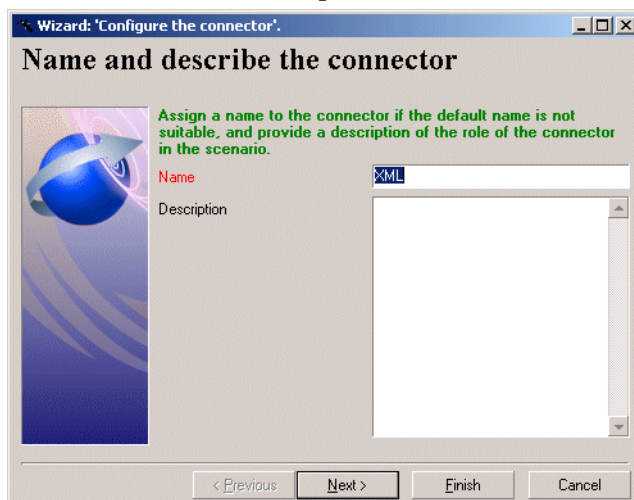 Wizard: 'Configure the connector'.
Name and describe the connector
Assign a name to the connector if the default name is not
suitable, and provide a description of the role of the connector
in the scenario.
Name
XML
Description
< Previous Next > Finish Cancel